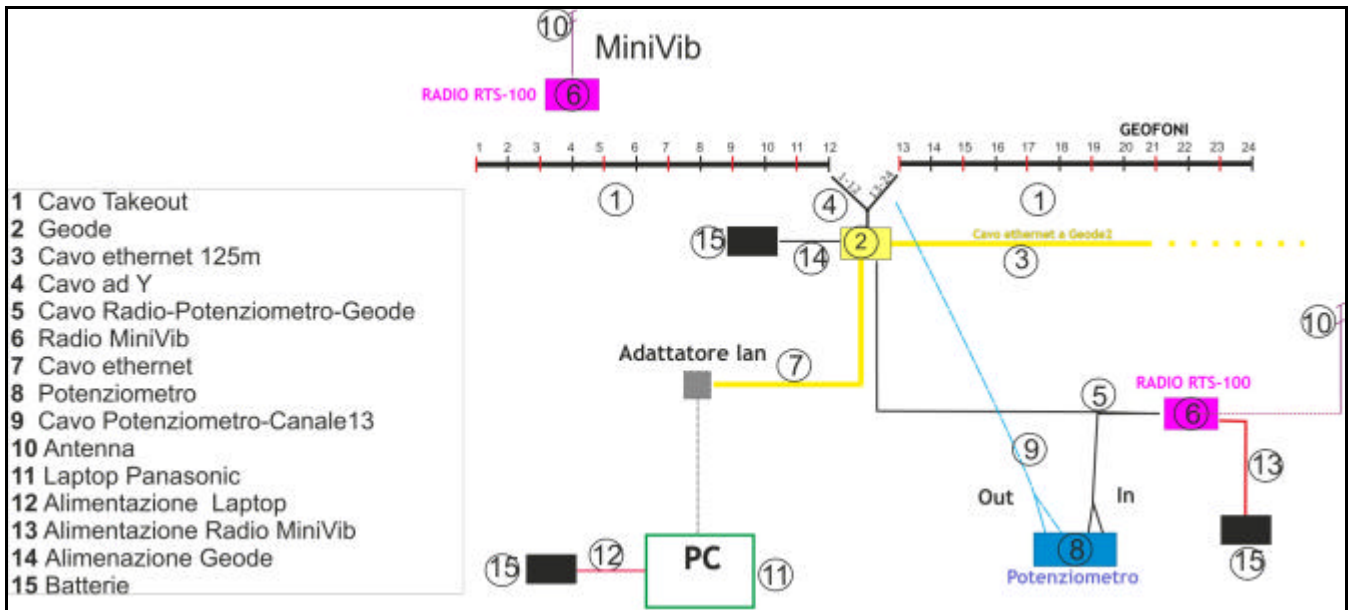 10
MiniVib
RADIO RTS-100
6
GEOFONI
1 2 3 4 5 6 7 8 9 10 11 12
13 14 15 16 17 18 19 20 21 22 23 24
1-12
13-24
1
4
1
1 Cavo Takeout
2 Geode
3 Cavo ethernet 125m
4 Cavo ad Y
5 Cavo Radio-Potenziometro-Geode
6 Radio MiniVib
7 Cavo ethernet
8 Potenziometro
9 Cavo Potenziometro-Canale13
10 Antenna
11 Laptop Panasonic
12 Alimentazione Laptop
13 Alimentazione Radio MiniVib
14 Alimenazione Geode
15 Batterie
15
14
2
Cavo ethernet a Geode2
3
10
Adattatore lan
7
RADIO RTS-100
5
6
9
13
Out
In
15
12
PC
11
8
Potenziometro
15